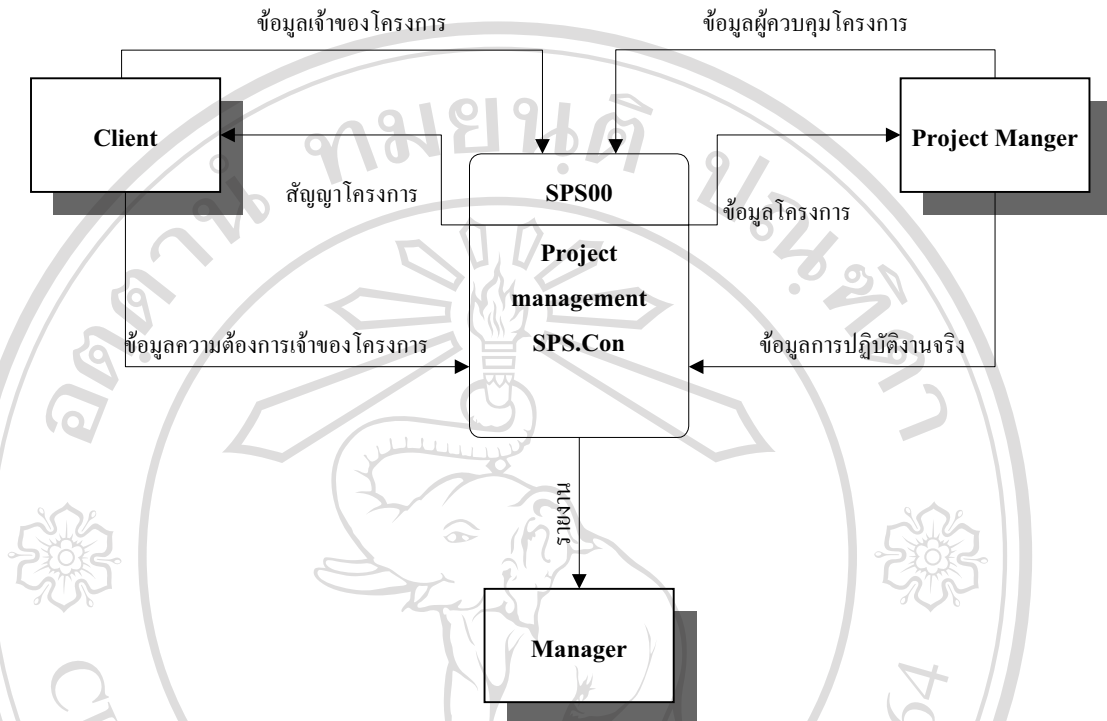 ข้อมูลเจ้าของโครงการ
ข้อมูลผู้ควบคุมโครงการ
Client
Project Manger
สัญญาโครงการ
SPS00
ข้อมูลโครงการ
Project
management
SPS.Con
ข้อมูลความต้องการเจ้าของโครงการ
ข้อมูลการปฏิบัติงานจริง
รายงาน
Manager